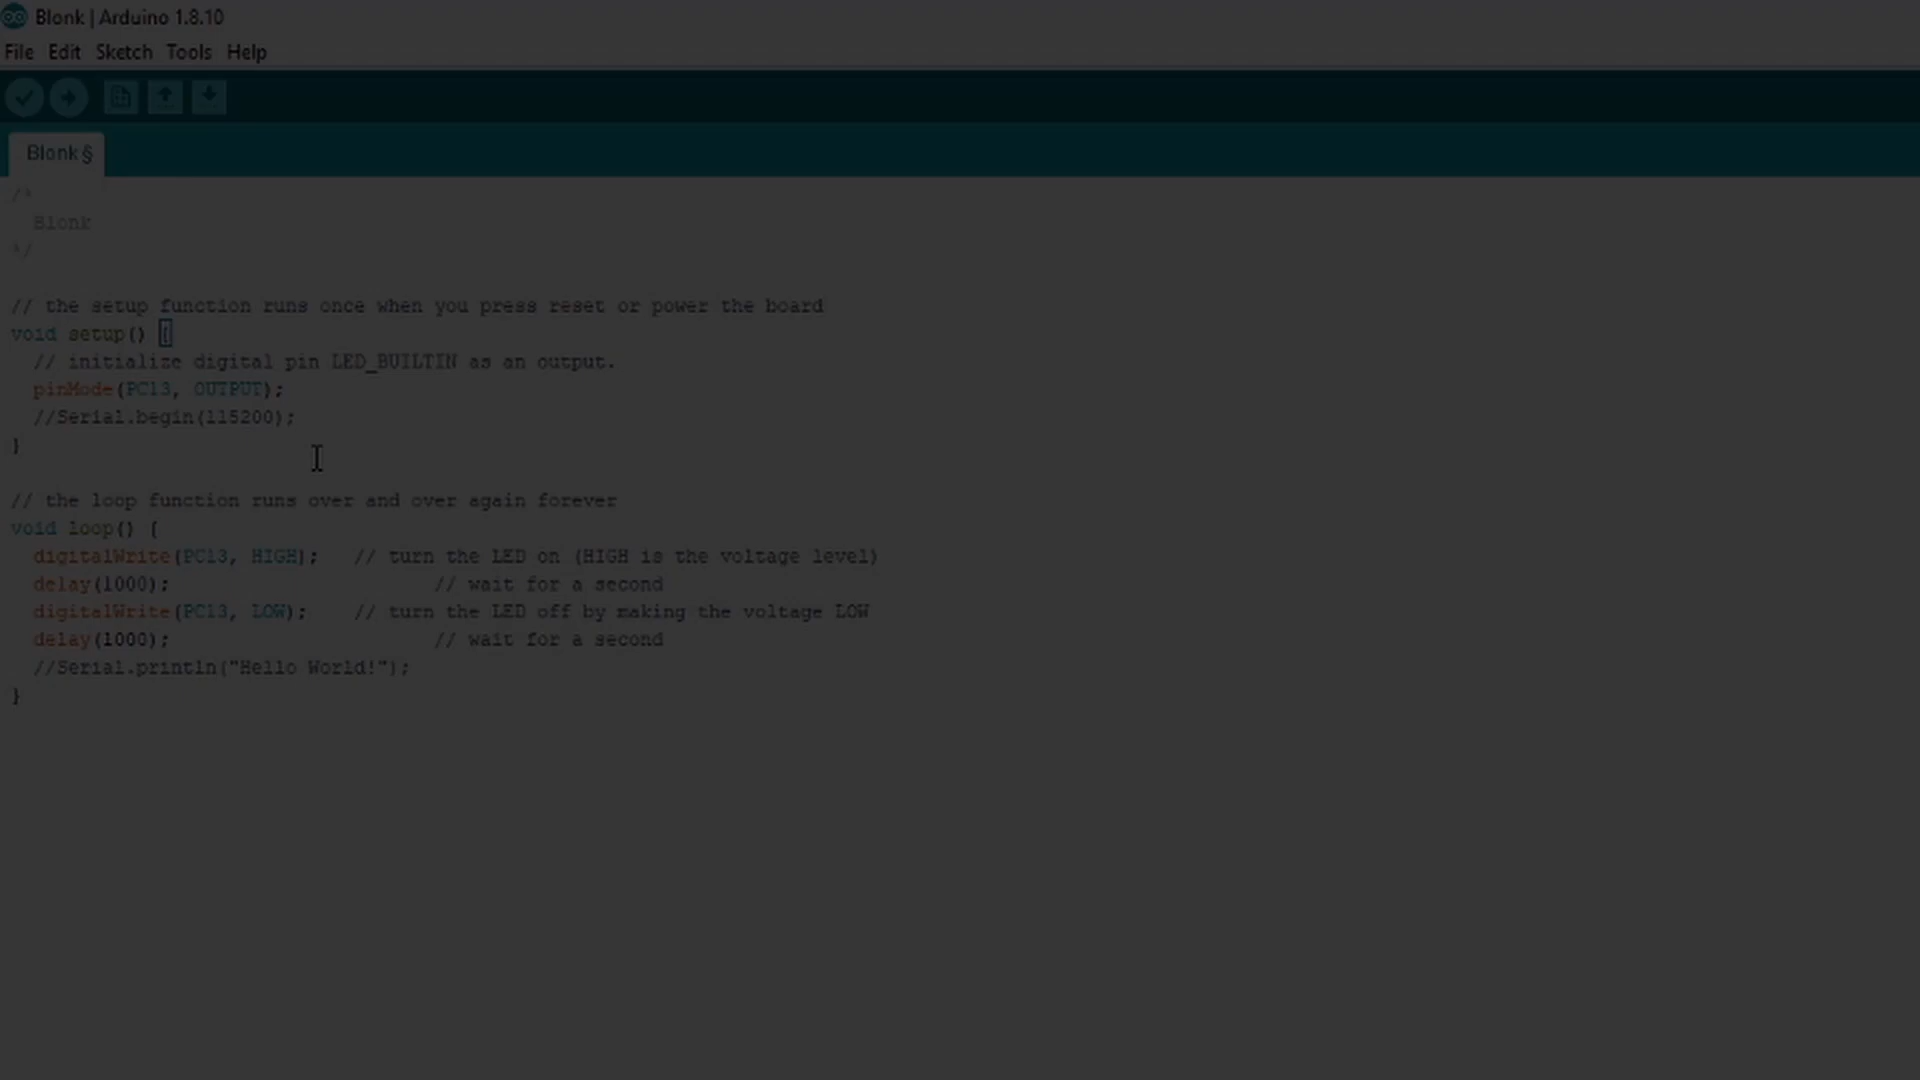 Blonk | Arduino 1.8.10
File Edit Sketch Tools Help
Blonk §
/*
  Blonk
*/
// the setup function runs once when you press reset or power the board
void setup() {
  // initialize digital pin LED_BUILTIN as an output.
  pinMode(PC13, OUTPUT);
  //Serial.begin(115200);
}
// the loop function runs over and over again forever
void loop() {
  digitalWrite(PC13, HIGH);   // turn the LED on (HIGH is the voltage level)
  delay(1000);                       // wait for a second
  digitalWrite(PC13, LOW);    // turn the LED off by making the voltage LOW
  delay(1000);                       // wait for a second
  //Serial.println("Hello World!");
}